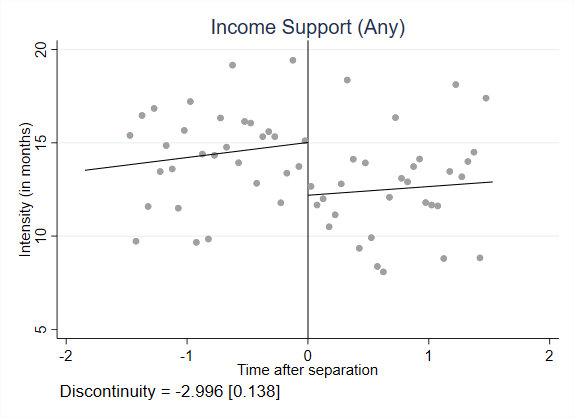 Income Support (Any)
Intensity (in months)
20
15
10
5
-2 -1 0 1 2
Time after separation
Discontinuity = -2.996 [0.138]